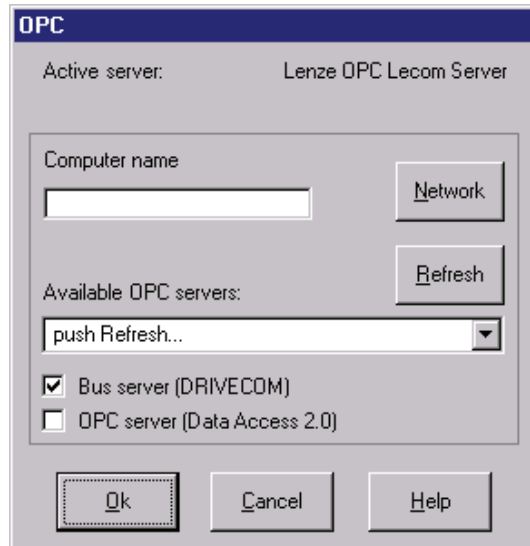 OPC
Active server: Lenze OPC Lecom Server
Computer name
Network
Refresh
Available OPC servers:
push Refresh...
Bus server (DRIVECOM)
OPC server (Data Access 2.0)
Ok Cancel Help